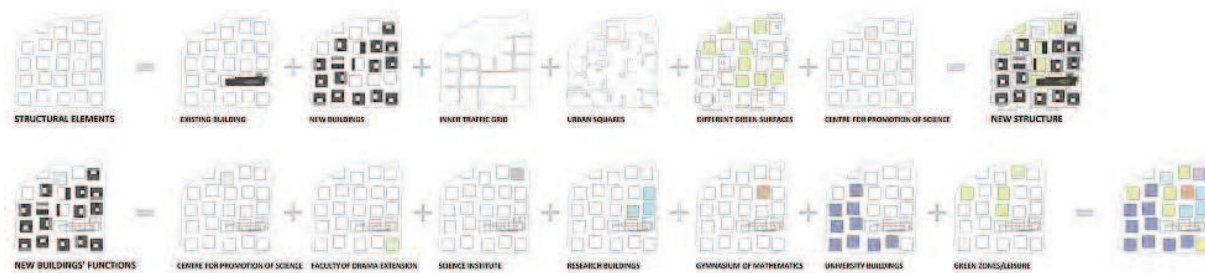 STRUCTURAL ELEMENTS
EXISTING BUILDING
NEW BUILDINGS
INNER TRAFFIC GRID
URBAN SQUARES
DIFFERENT GREEN SURFACES
CENTRE FOR PROMOTION OF SCIENCE
NEW STRUCTURE
NEW BUILDINGS' FUNCTIONS
CENTRE FOR PROMOTION OF SCIENCE
FACULTY OF DRAMA EXTENSION
SCIENCE INSTITUTE
RESEARCH BUILDINGS
GYMNASIUM OF MATHEMATICS
UNIVERSITY BUILDINGS
GREEN ZONES/LEISURE